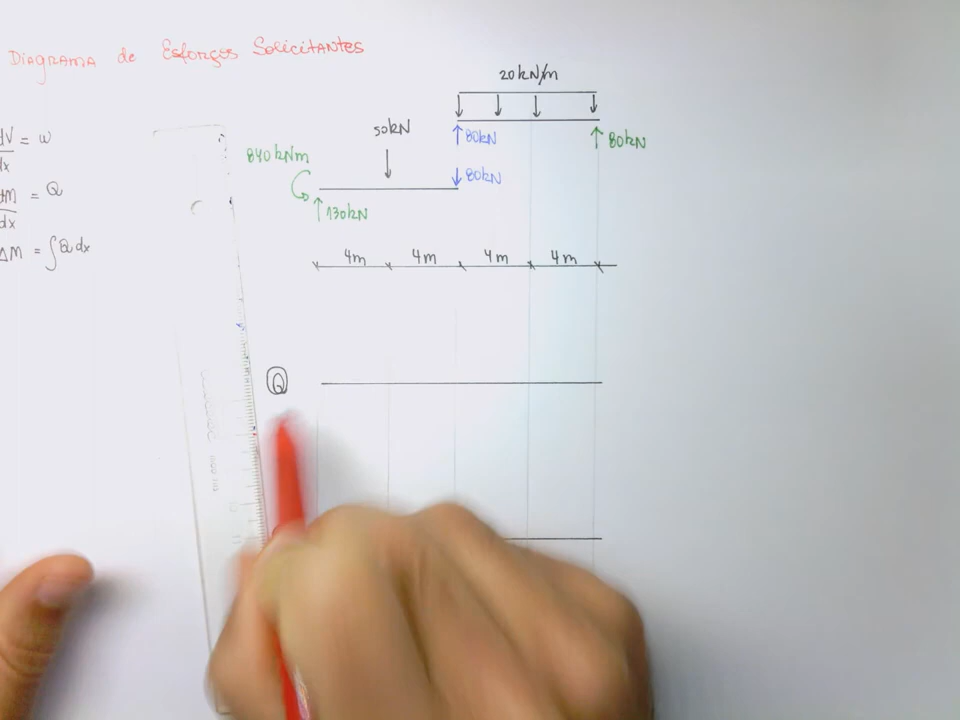 DIAGRAMA de Esforços Solicitantes
20kN/m
50kN
80kN
80kN
dV/dx = w
840kNm
80kN
dM/dx = Q
130kN
ΔM = ∫Q dx
4m 4m 4m 4m
Q